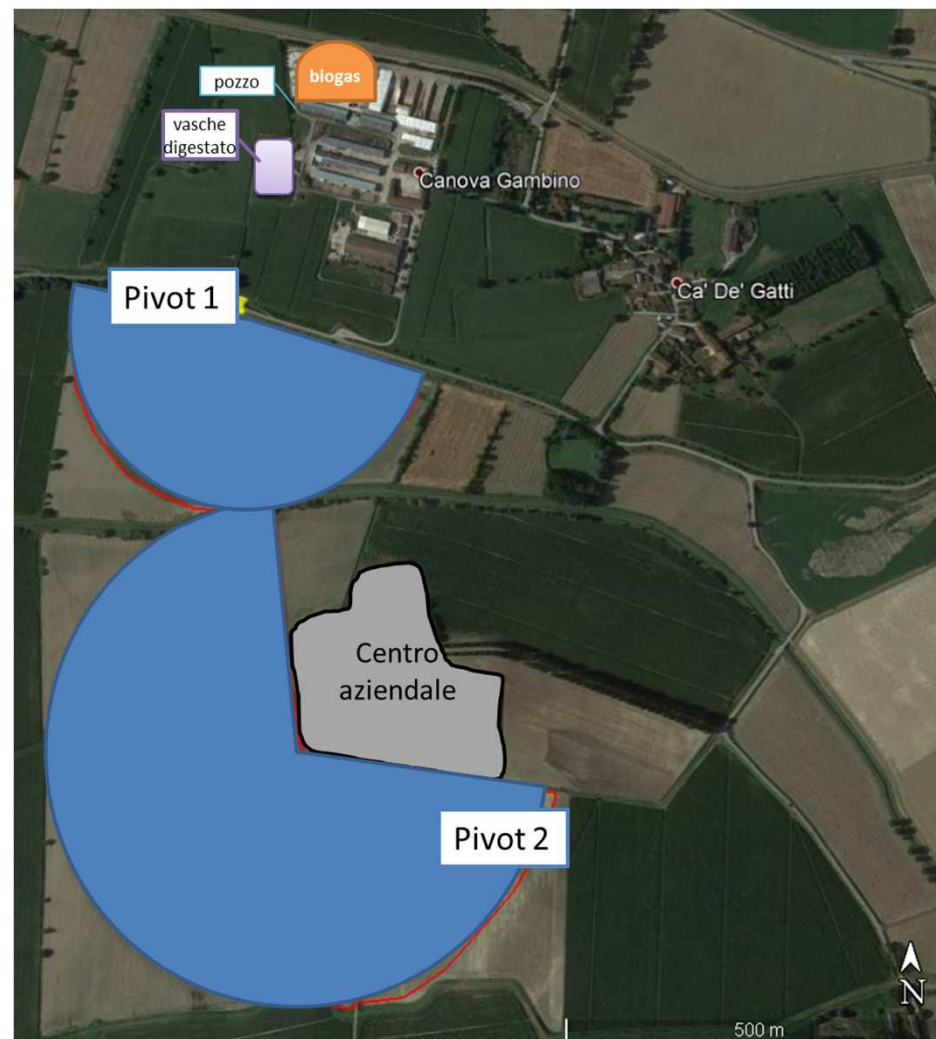 biogas
pozzo
vasche
digestato
Canova Gambino
Ca' De' Gatti
Pivot 1
Centro
aziendale
Pivot 2
N
500 m